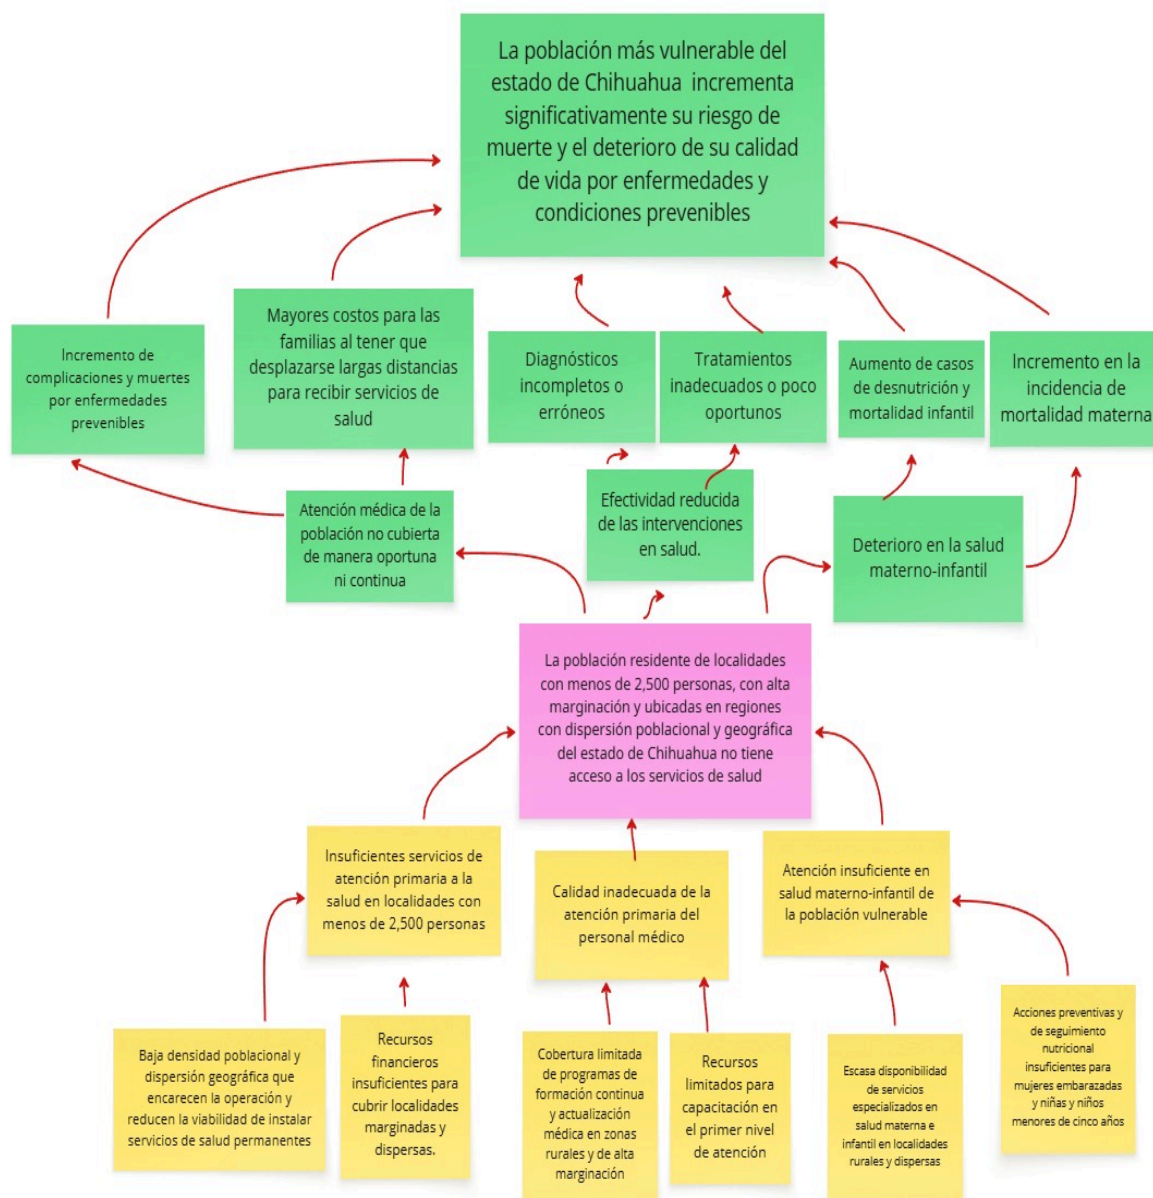 La población más vulnerable del
estado de Chihuahua incrementa
significativamente su riesgo de
muerte y el deterioro de su calidad
de vida por enfermedades y
condiciones prevenibles
Incremento de
complicaciones y muertes
por enfermedades
prevenibles
Mayores costos para las
familias al tener que
desplazarse largas distancias
para recibir servicios de
salud
Diagnósticos
incompletos o
erróneos
Tratamientos
inadecuados o poco
oportunos
Aumento de casos
de desnutrición y
mortalidad infantil
Incremento en la
incidencia de
mortalidad materna
Atención médica de la
población no cubierta
de manera oportuna
ni continua
Efectividad reducida
de las intervenciones
en salud.
Deterioro en la salud
materno-infantil
La población residente de localidades
con menos de 2,500 personas, con alta
marginación y ubicadas en regiones
con dispersión poblacional y geográfica
del estado de Chihuahua no tiene
acceso a los servicios de salud
Insuficientes servicios de
atención primaria a la
salud en localidades con
menos de 2,500 personas
Calidad inadecuada de la
atención primaria del
personal médico
Atención insuficiente en
salud materno-infantil de
la población vulnerable
Baja densidad poblacional y
dispersión geográfica que
encarecen la operación y
reducen la viabilidad de instalar
servicios de salud permanentes
Recursos
financieros
insuficientes para
cubrir localidades
marginadas y
dispersas.
Cobertura limitada
de programas de
formación continua
y actualización
médica en zonas
rurales y de alta
marginación
Recursos
limitados para
capacitación en
el primer nivel
de atención
Escasa disponibilidad
de servicios
especializados en
salud materna e
infantil en localidades
rurales y dispersas
Acciones preventivas y
de seguimiento
nutricional
insuficientes para
mujeres embarazadas
y niñas y niños
menores de cinco años